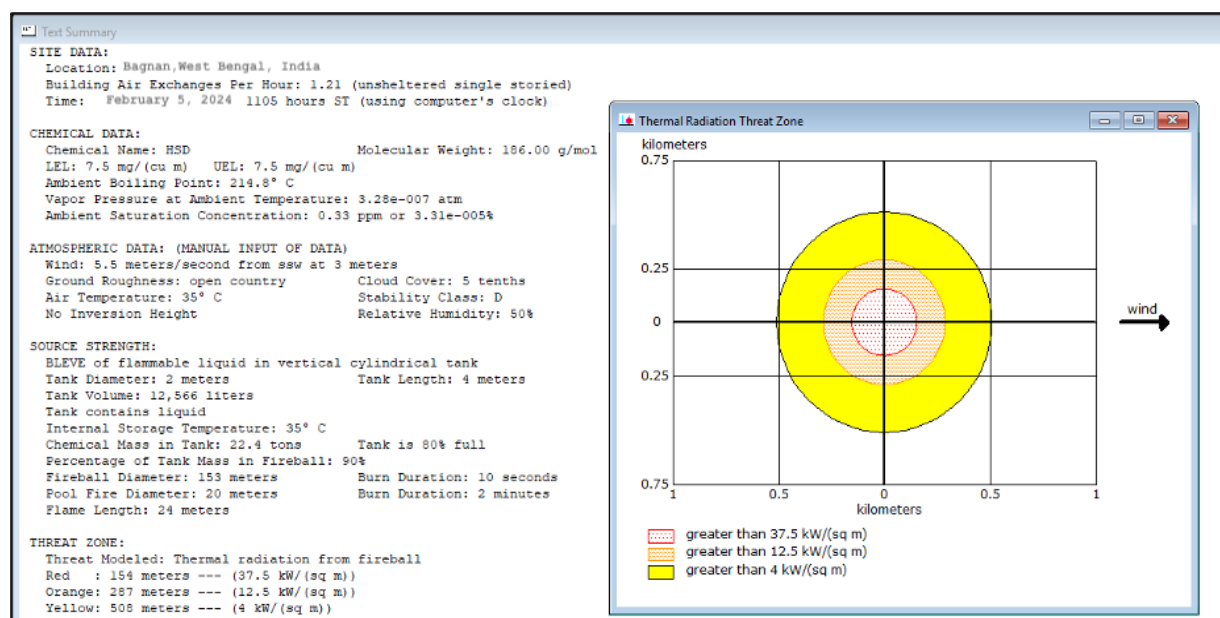 Text Summary
SITE DATA:
Location: Bagnan,West Bengal, India
Building Air Exchanges Per Hour: 1.21 (unsheltered single storied)
Time: February 5, 2024 1105 hours ST (using computer's clock)
CHEMICAL DATA:
Chemical Name: HSD Molecular Weight: 186.00 g/mol
LEL: 7.5 mg/(cu m) UEL: 7.5 mg/(cu m)
Ambient Boiling Point: 214.8° C
Vapor Pressure at Ambient Temperature: 3.28e-007 atm
Ambient Saturation Concentration: 0.33 ppm or 3.31e-005%
ATMOSPHERIC DATA: (MANUAL INPUT OF DATA)
Wind: 5.5 meters/second from ssw at 3 meters
Ground Roughness: open country Cloud Cover: 5 tenths
Air Temperature: 35° C Stability Class: D
No Inversion Height Relative Humidity: 50%
SOURCE STRENGTH:
BLEVE of flammable liquid in vertical cylindrical tank
Tank Diameter: 2 meters Tank Length: 4 meters
Tank Volume: 12,566 liters
Tank contains liquid
Internal Storage Temperature: 35° C
Chemical Mass in Tank: 22.4 tons Tank is 80% full
Percentage of Tank Mass in Fireball: 90%
Fireball Diameter: 153 meters Burn Duration: 10 seconds
Pool Fire Diameter: 20 meters Burn Duration: 2 minutes
Flame Length: 24 meters
THREAT ZONE:
Threat Modeled: Thermal radiation from fireball
Red : 154 meters --- (37.5 kW/(sq m))
Orange: 287 meters --- (12.5 kW/(sq m))
Yellow: 508 meters --- (4 kW/(sq m))
Thermal Radiation Threat Zone
kilometers
0.75
0.25
0
0.25
0.75
1 0.5 0 0.5 1
kilometers
wind
greater than 37.5 kW/(sq m)
greater than 12.5 kW/(sq m)
greater than 4 kW/(sq m)